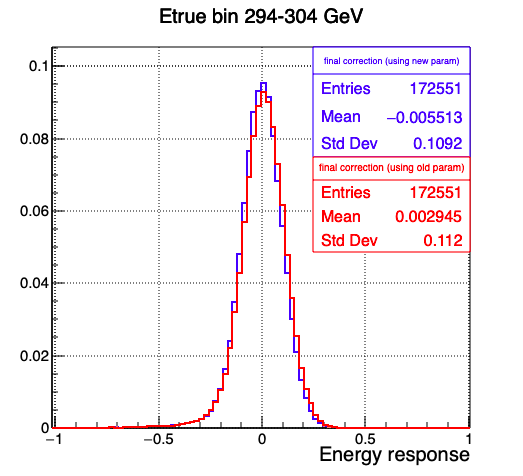 Etrue bin 294-304 GeV
final correction (using new param)
Entries 172551
Mean −0.005513
Std Dev 0.1092
final correction (using old param)
Entries 172551
Mean 0.002945
Std Dev 0.112
0.1
0.08
0.06
0.04
0.02
0
−1 −0.5 0 0.5 1
Energy response